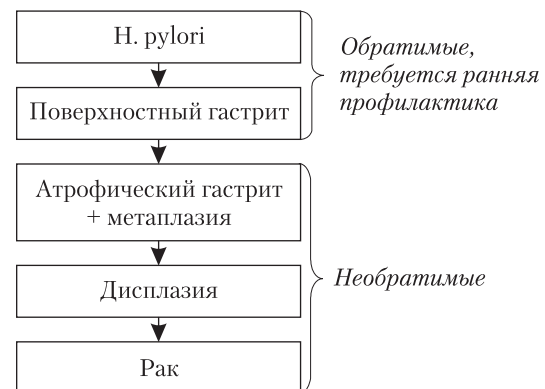 H. pylori
Обратимые,
требуется ранняя
профилактика
Поверхностный гастрит
Атрофический гастрит
+ метаплазия
Необратимые
Дисплазия
Рак